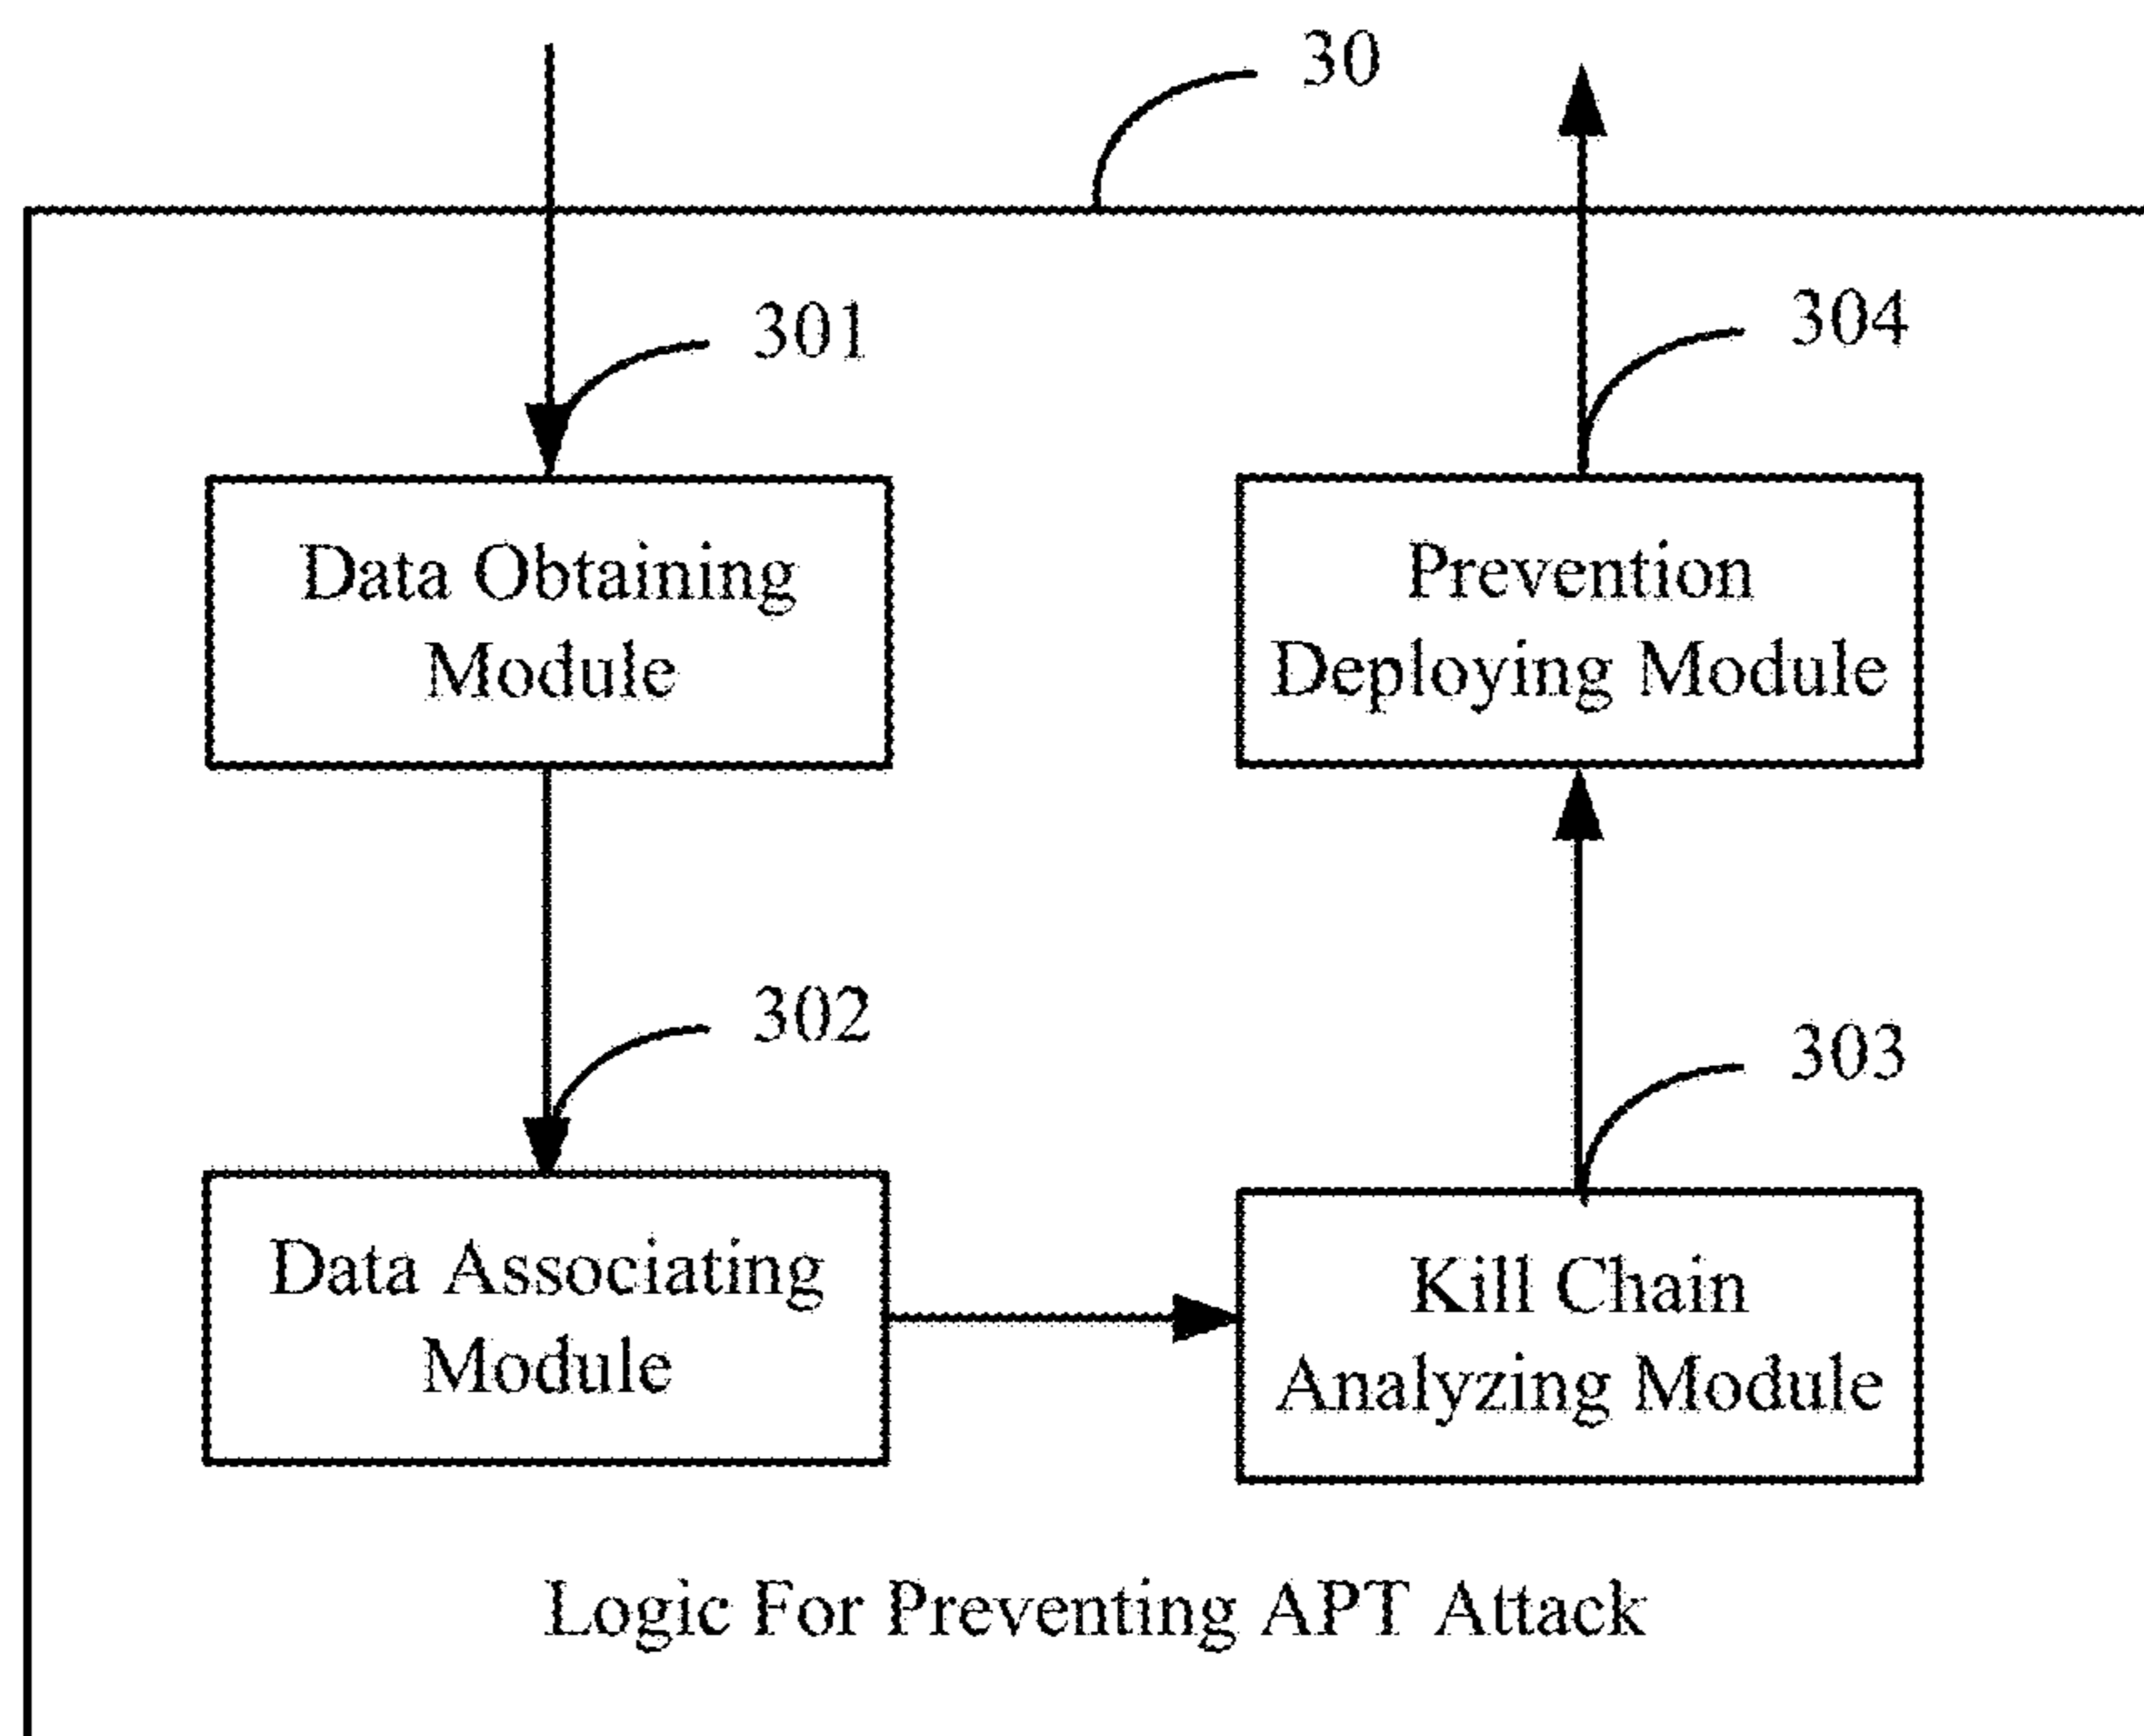 30
301
304
Data Obtaining
Module
Prevention
Deploying Module
302
303
Data Associating
Module
Kill Chain
Analyzing Module
Logic For Preventing APT Attack